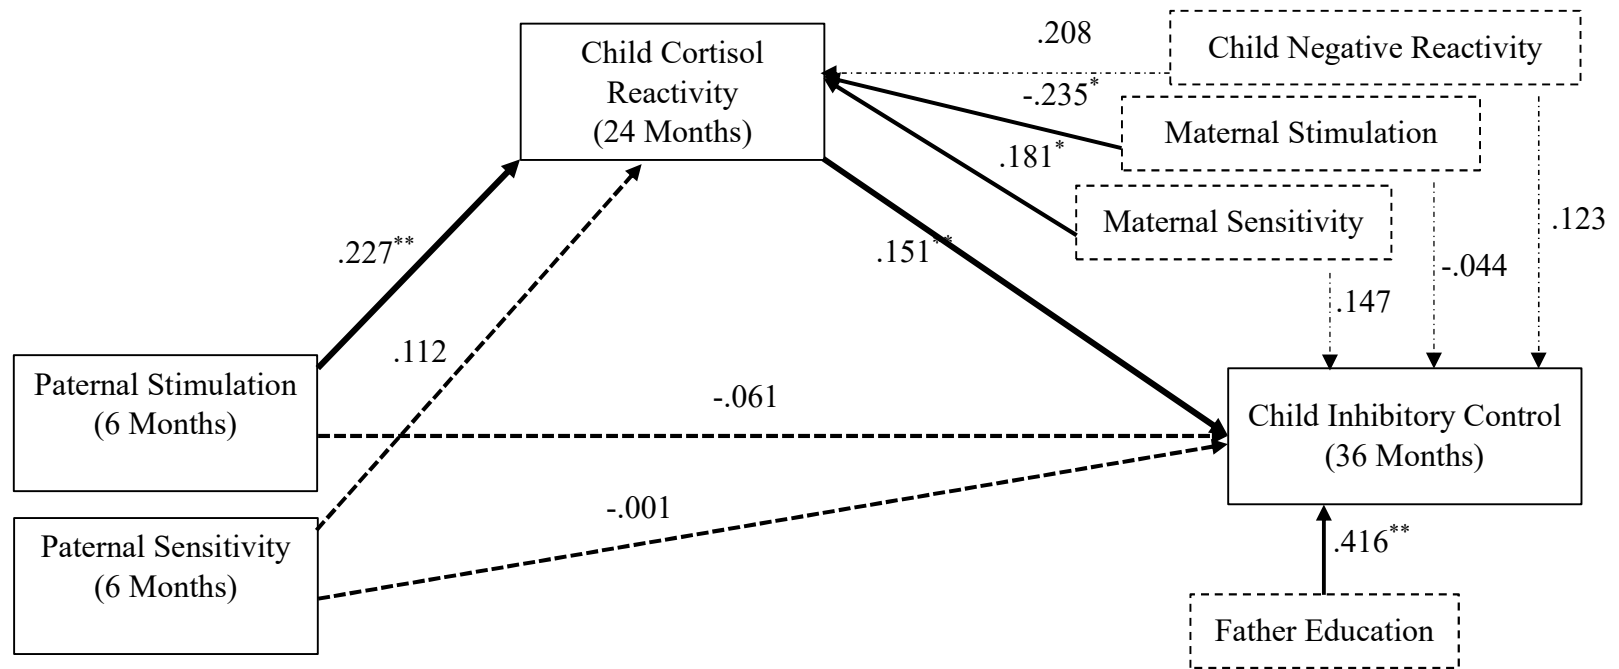 Child Cortisol
Reactivity
(24 Months)
.208
Child Negative Reactivity
-.235*
Maternal Stimulation
.181*
Maternal Sensitivity
.123
.227**
.151**
-.044
.147
.112
Paternal Stimulation
(6 Months)
-.061
Child Inhibitory Control
(36 Months)
-.001
Paternal Sensitivity
(6 Months)
.416**
Father Education